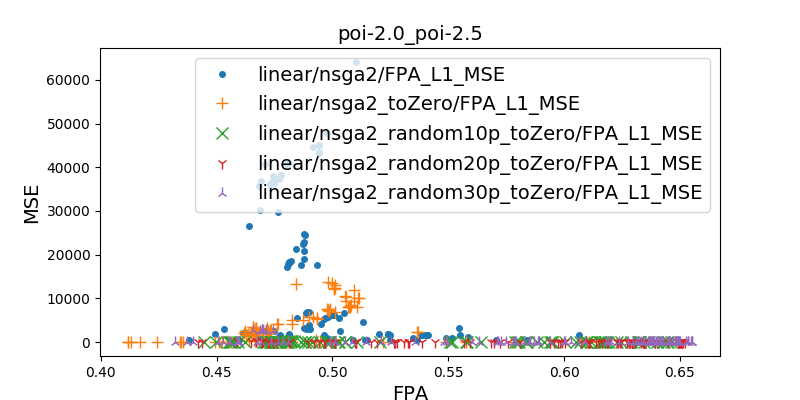 poi-2.0_poi-2.5
linear/nsga2/FPA_L1_MSE
linear/nsga2_toZero/FPA_L1_MSE
linear/nsga2_random10p_toZero/FPA_L1_MSE
linear/nsga2_random20p_toZero/FPA_L1_MSE
linear/nsga2_random30p_toZero/FPA_L1_MSE
60000
50000
40000
30000
20000
10000
0
MSE
0.40 0.45 0.50 0.55 0.60 0.65
FPA